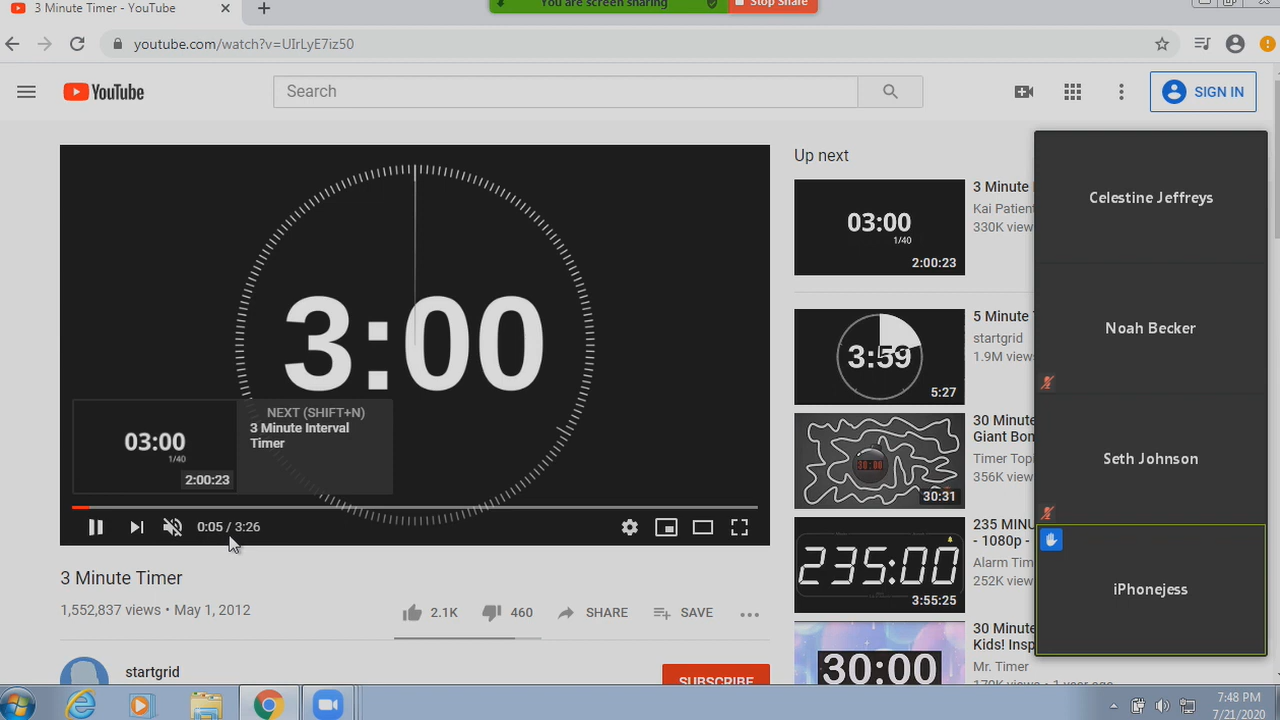 3 Minute Timer - YouTube
You are screen sharing
Stop Share
youtube.com/watch?v=UIrLyE7iz50
YouTube
Search
SIGN IN
3:00
NEXT (SHIFT+N)
3 Minute Interval
Timer
03:00
1/40
2:00:23
0:05 / 3:26
3 Minute Timer
1,552,837 views • May 1, 2012
2.1K
460
SHARE
SAVE
startgrid
SUBSCRIBE
Up next
03:00
1/40
2:00:23
3 Minute
Kai Patient
330K view
3:59
5:27
5 Minute
startgrid
1.9M views
30:00
30:31
30 Minute
Giant Bon
Timer Topi
356K view
235:00
3:55:25
235 MINU
- 1080p -
Alarm Tim
252K view
30:00
30 Minute
Kids! Insp
Mr. Timer
Celestine Jeffreys
Noah Becker
Seth Johnson
iPhonejess
7:48 PM
7/21/2020